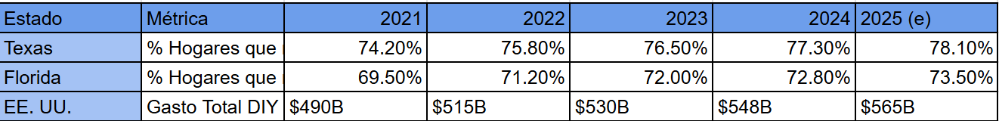 Estado Métrica 2021 2022 2023 2024 2025 (e)
Texas % Hogares que 74.20% 75.80% 76.50% 77.30% 78.10%
Florida % Hogares que 69.50% 71.20% 72.00% 72.80% 73.50%
EE. UU. Gasto Total DIY $490B $515B $530B $548B $565B